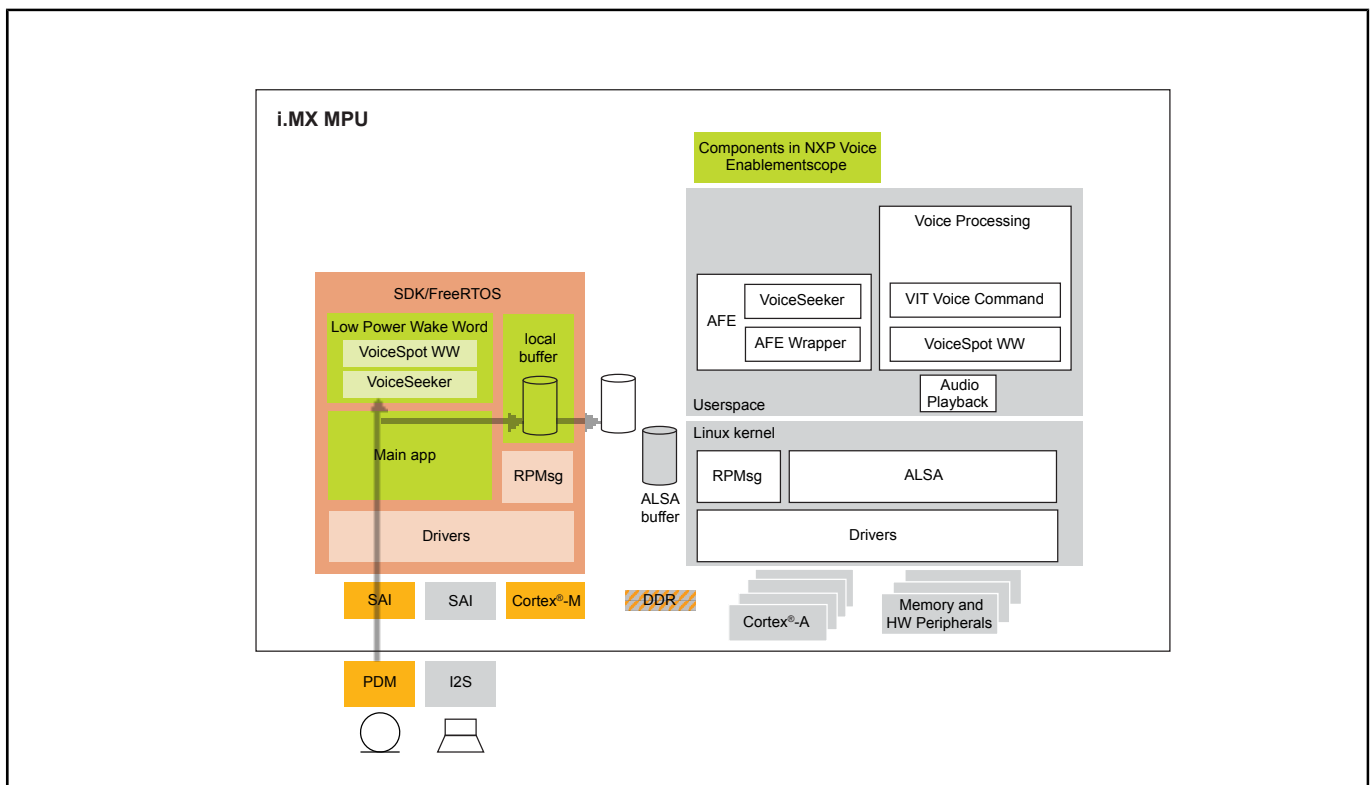 i.MX MPU
Components in NXP Voice
Enablementscope
SDK/FreeRTOS
Low Power Wake Word
VoiceSpot WW
VoiceSeeker
local
buffer
Main app
RPMsg
Drivers
ALSA
buffer
Voice Processing
AFE
VoiceSeeker
AFE Wrapper
VIT Voice Command
VoiceSpot WW
Audio
Playback
Userspace
Linux kernel
RPMsg
ALSA
Drivers
SAI
SAI
Cortex®-M
DDR
Cortex®-A
Memory and
HW Peripherals
PDM
I2S